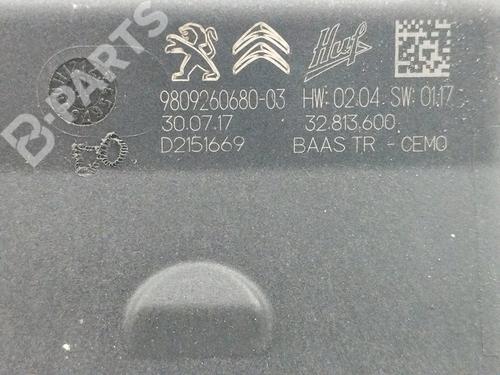 Huf
9809260680-03 HW: 02.04 SW: 01.17
30.07.17 32.813.600
D2151669 BAAS TR - CEMO
B-PARTS
B-PARTS